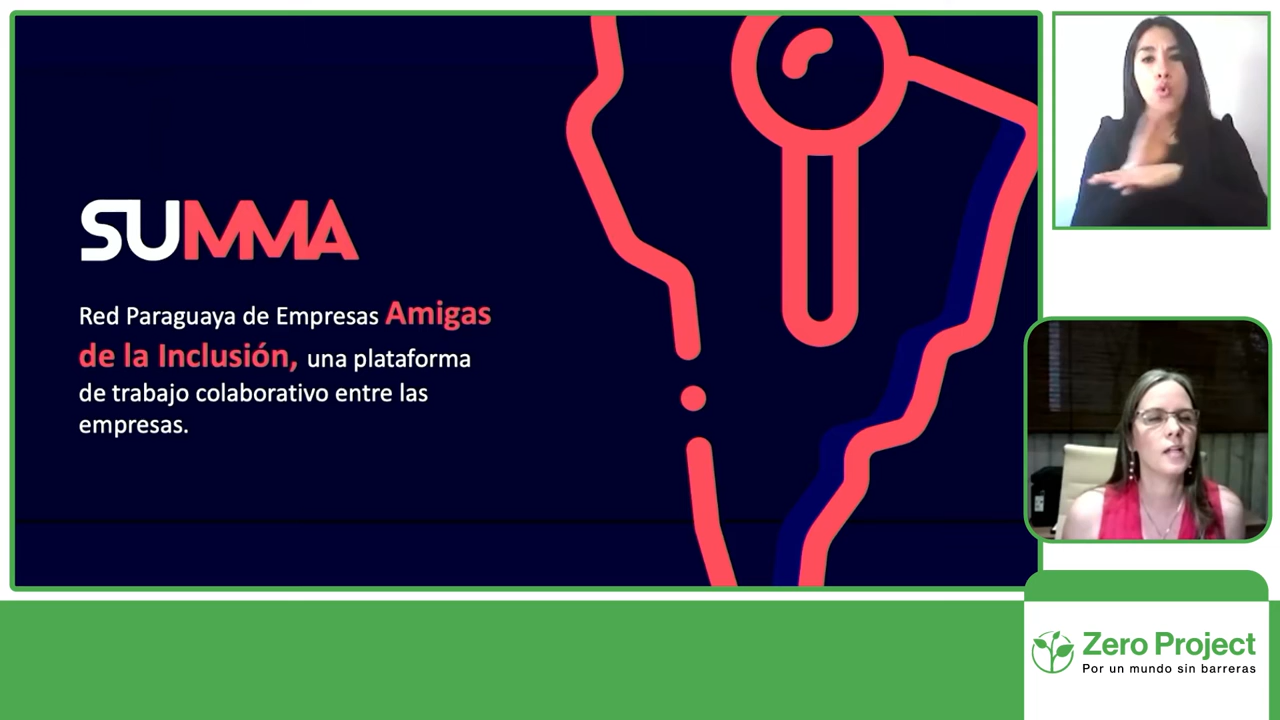 SUMMA
Red Paraguaya de Empresas Amigas
de la Inclusión, una plataforma
de trabajo colaborativo entre las
empresas.
Zero Project
Por un mundo sin barreras